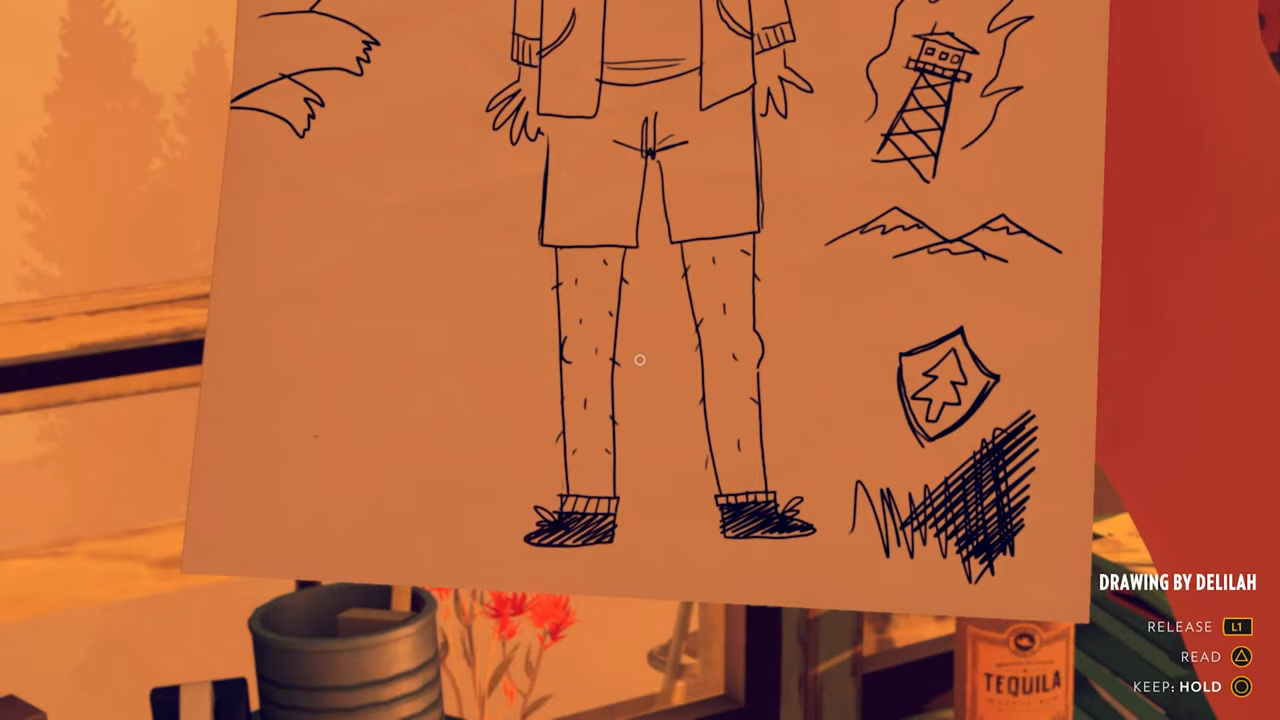 DRAWING BY DELILAH
RELEASE L1
READ
KEEP: HOLD
TEQUILA